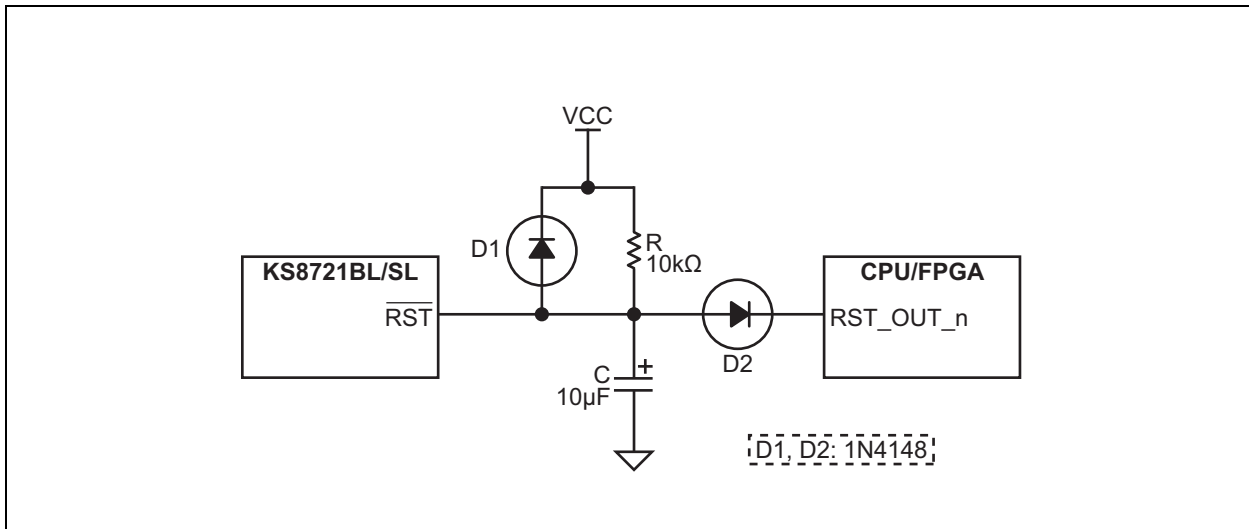 VCC
D1
R
10kΩ
KS8721BL/SL
RST
CPU/FPGA
RST_OUT_n
D2
C
+
10µF
D1, D2: 1N4148